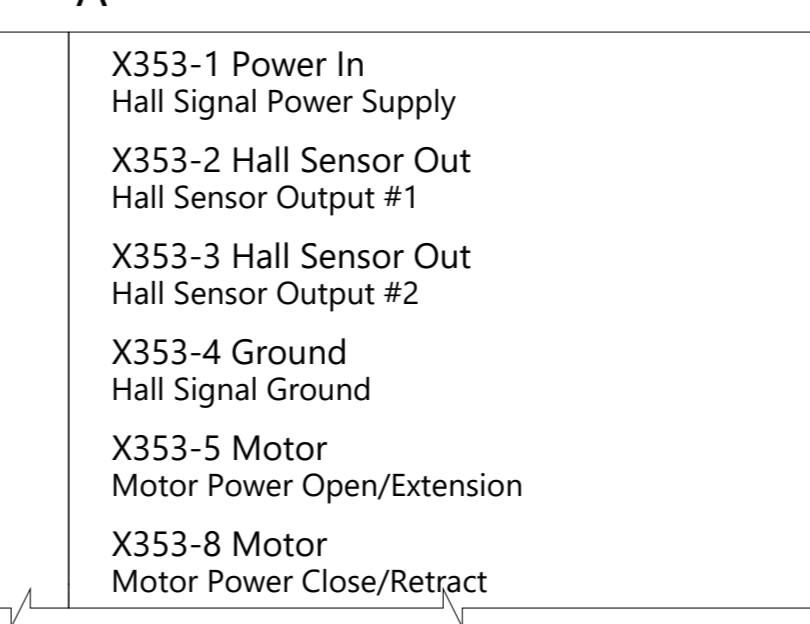 X353-1 Power In
Hall Signal Power Supply
X353-2 Hall Sensor Out
Hall Sensor Output #1
X353-3 Hall Sensor Out
Hall Sensor Output #2
X353-4 Ground
Hall Signal Ground
X353-5 Motor
Motor Power Open/Extension
X353-8 Motor
Motor Power Close/Retract